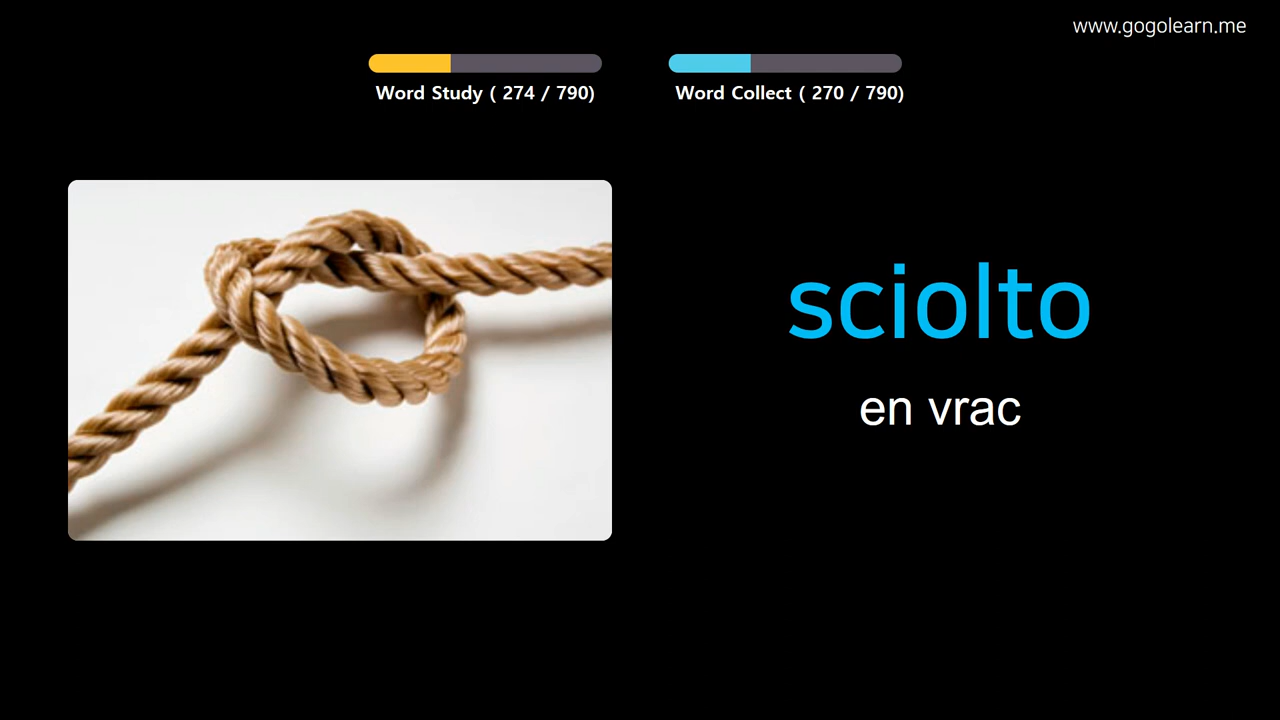 www.gogolearn.me
Word Study ( 274 / 790)
Word Collect ( 270 / 790)
sciolto
en vrac